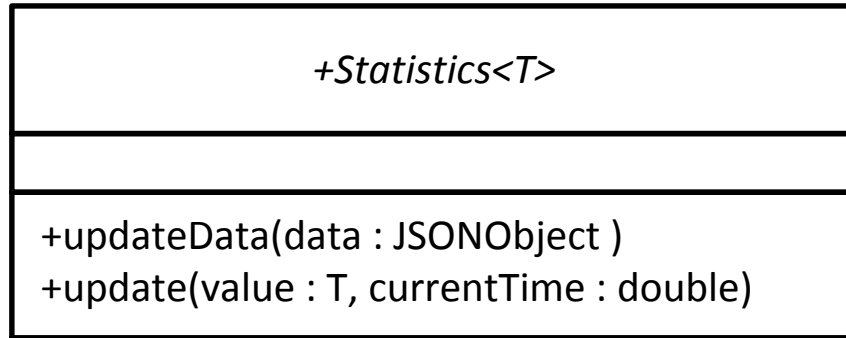 +Statistics<T>
+updateData(data : JSONObject )
+update(value : T, currentTime : double)